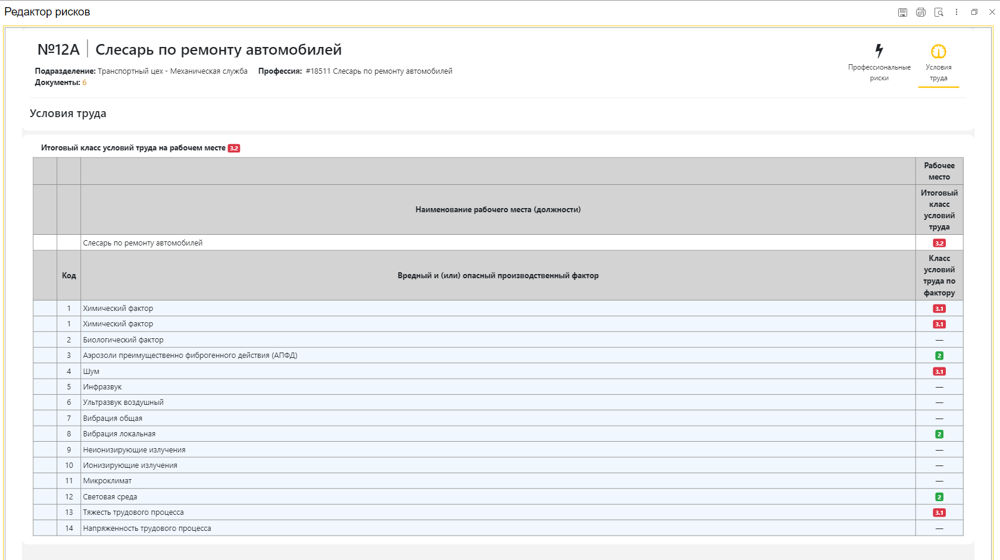 Редактор рисков
№12А | Слесарь по ремонту автомобилей
Подразделение: Транспортный цех - Механическая служба Профессия: #18511 Слесарь по ремонту автомобилей
Документы: 6
Профессиональные
риски
Условия
труда
Условия труда
Итоговый класс условий труда на рабочем месте 3.2
Рабочее
место
Наименование рабочего места (должности)
Итоговый
класс
условий
труда
Слесарь по ремонту автомобилей 3.2
Код
Вредный и (или) опасный производственный фактор
Класс
условий
труда по
фактору
1 Химический фактор 3.1
1 Химический фактор 3.1
2 Биологический фактор —
3 Аэрозоли преимущественно фиброгенного действия (АПФД) 2
4 Шум 3.1
5 Инфразвук —
6 Ультразвук воздушный —
7 Вибрация общая —
8 Вибрация локальная 2
9 Неионизирующие излучения —
10 Ионизирующие излучения —
11 Микроклимат —
12 Световая среда 2
13 Тяжесть трудового процесса 3.1
14 Напряженность трудового процесса —